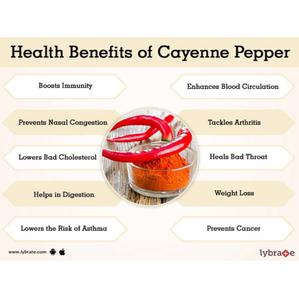 Health Benefits of Cayenne Pepper
Boosts Immunity
Enhances Blood Circulation
Prevents Nasal Congestion
Tackles Arthritis
Lowers Bad Cholesterol
Heals Bad Throat
Helps in Digestion
Weight Loss
Lowers the Risk of Asthma
Prevents Cancer
www.lybrate.com
lybrate